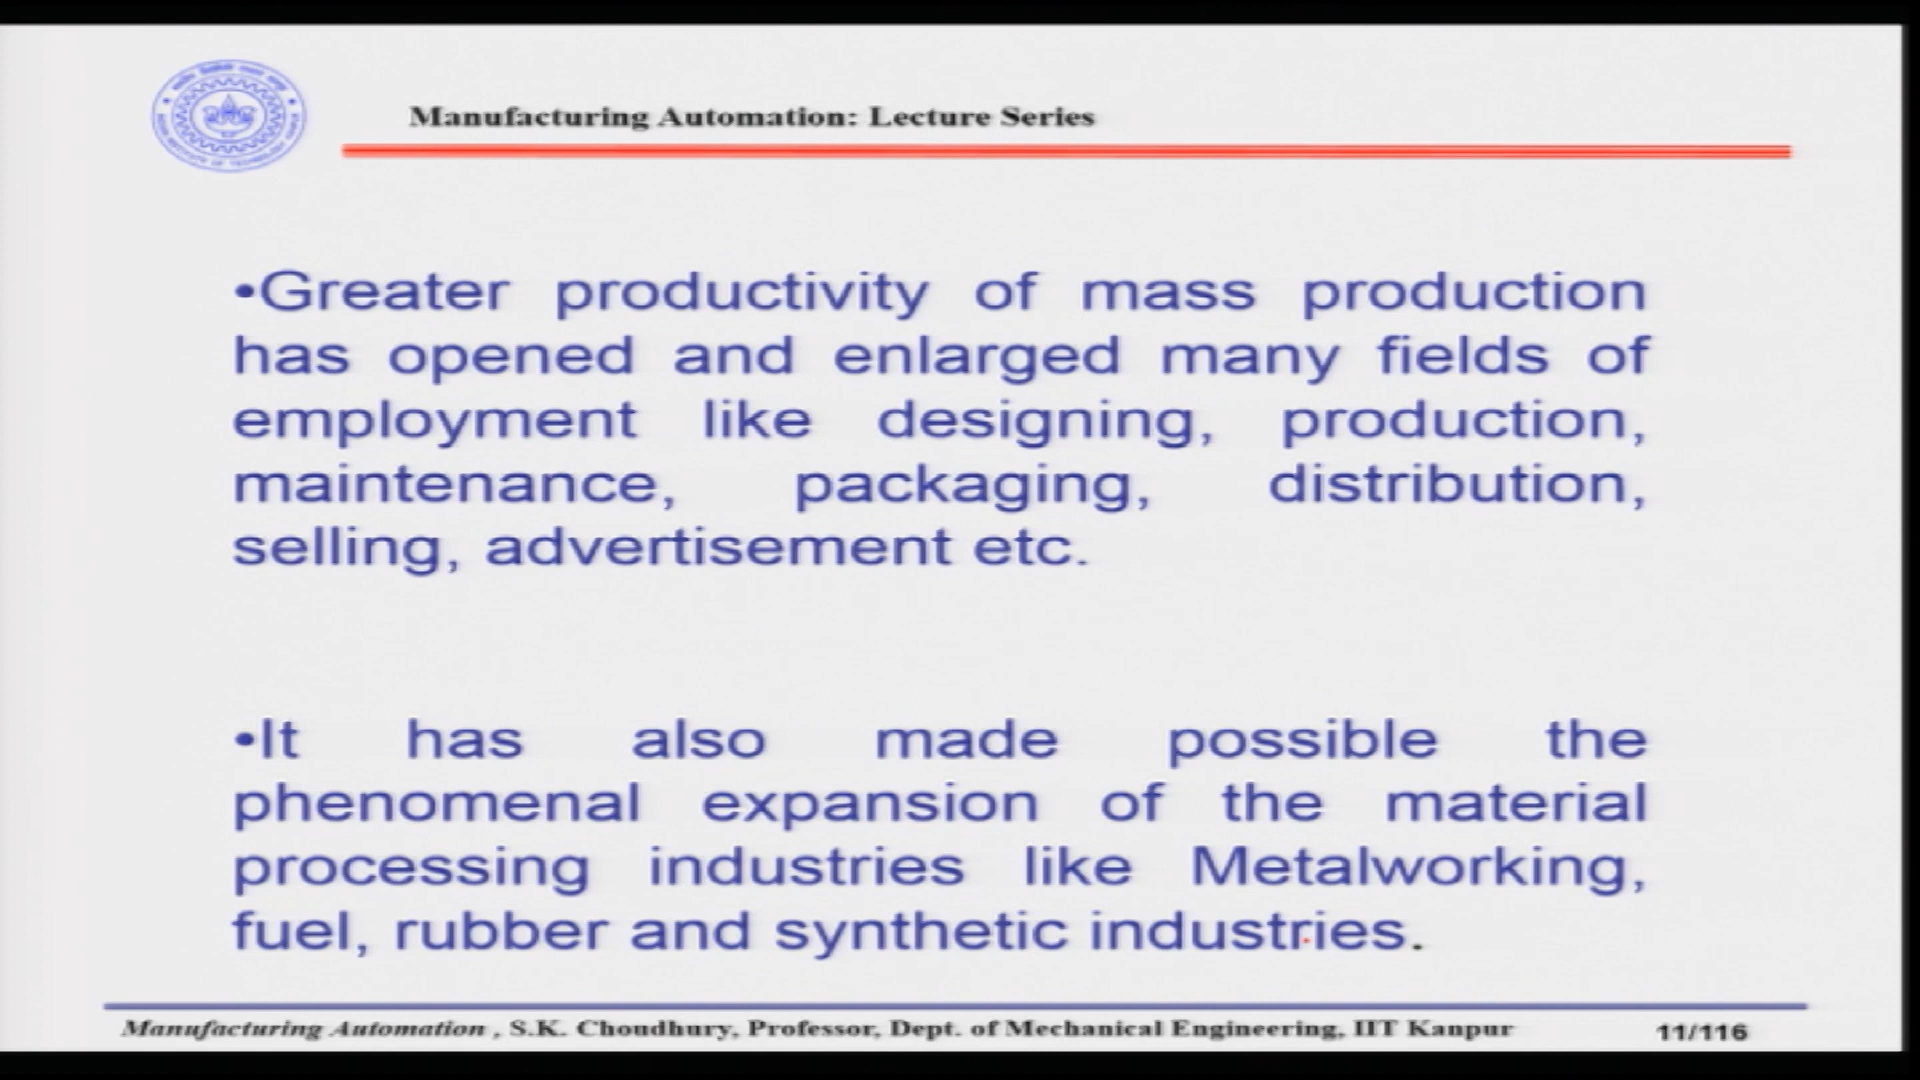 Manufacturing Automation: Lecture Series
•Greater productivity of mass production
has opened and enlarged many fields of
employment like designing, production,
maintenance, packaging, distribution,
selling, advertisement etc.
•It has also made possible the
phenomenal expansion of the material
processing industries like Metalworking,
fuel, rubber and synthetic industries.
Manufacturing Automation , S.K. Choudhury, Professor, Dept. of Mechanical Engineering, IIT Kanpur
11/116